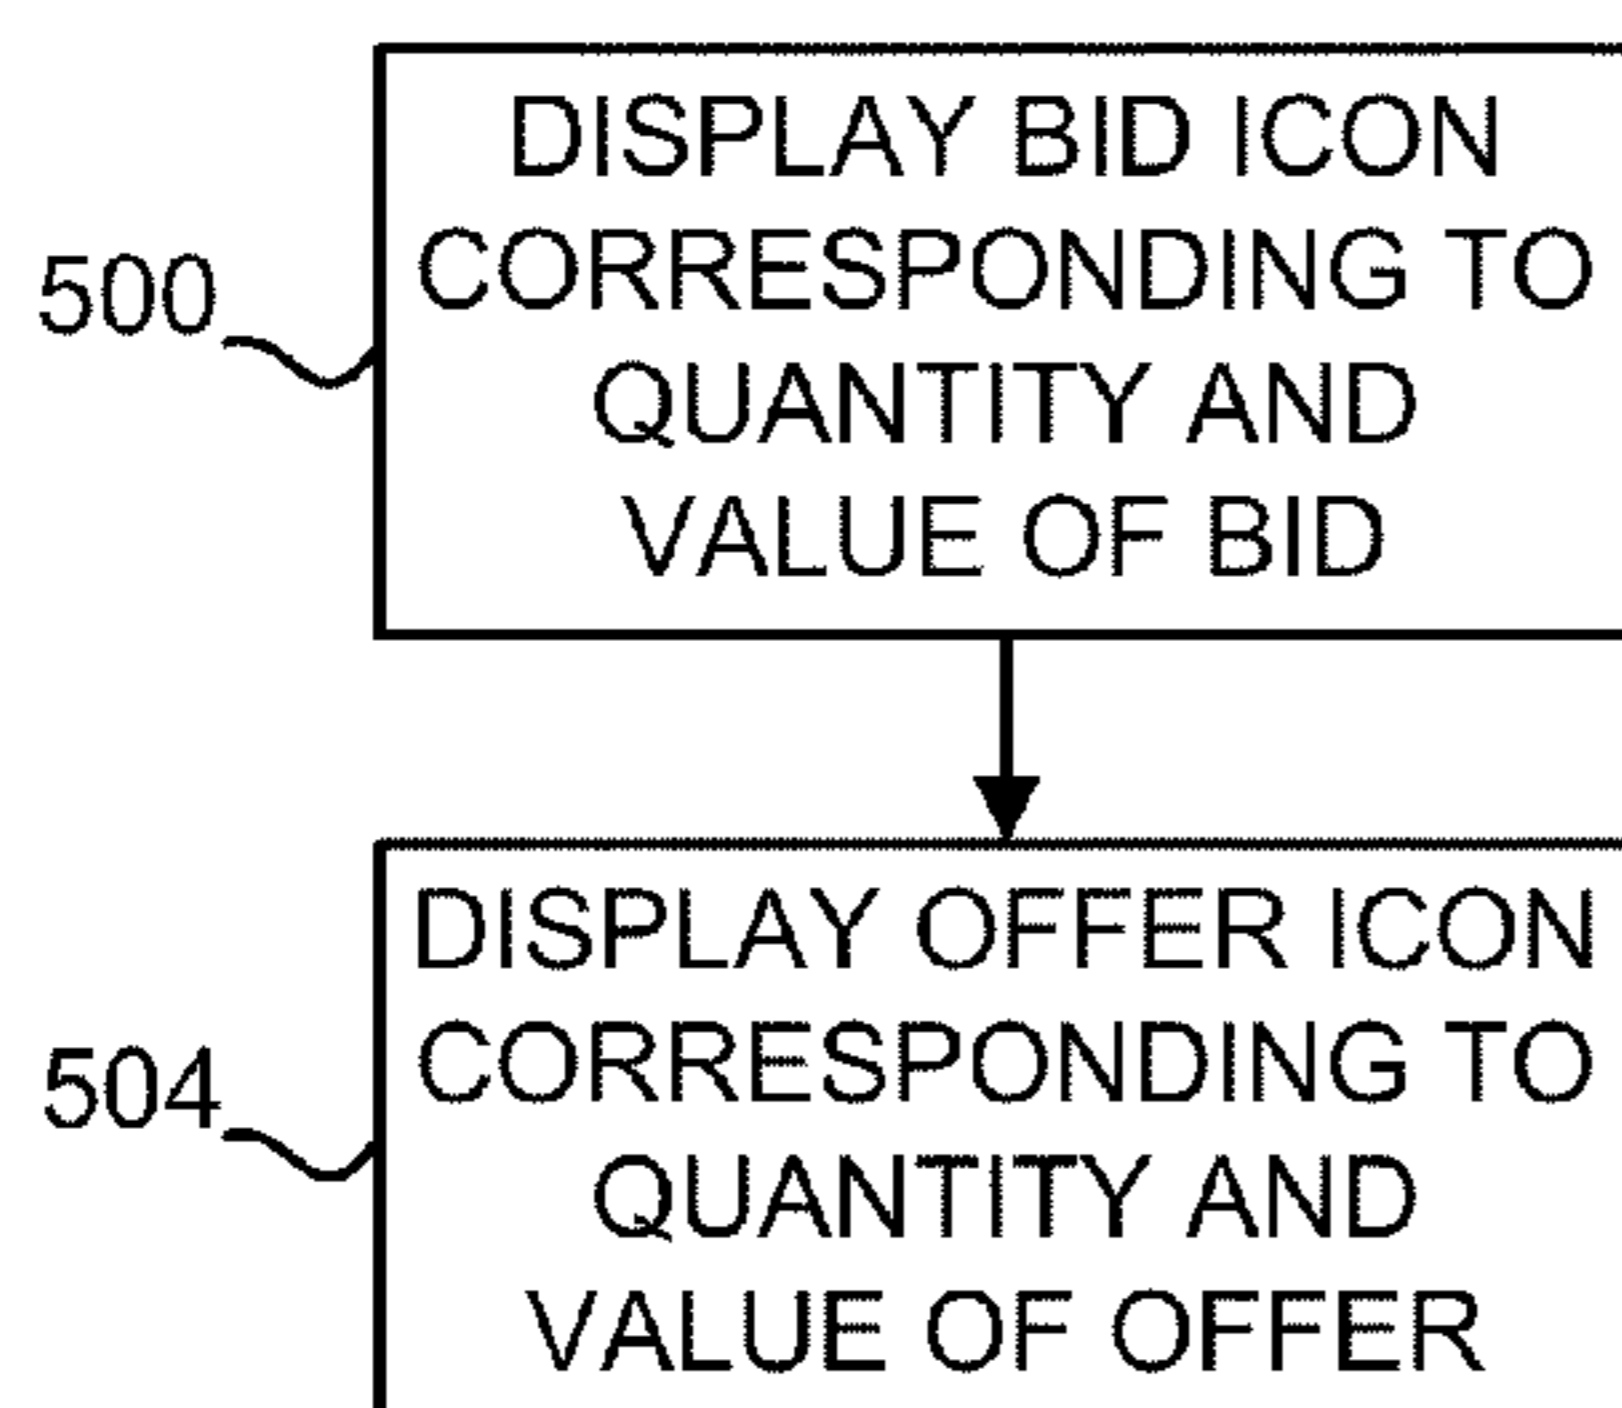 DISPLAY BID ICON
CORRESPONDING TO
QUANTITY AND
VALUE OF BID
500
DISPLAY OFFER ICON
CORRESPONDING TO
QUANTITY AND
VALUE OF OFFER
504